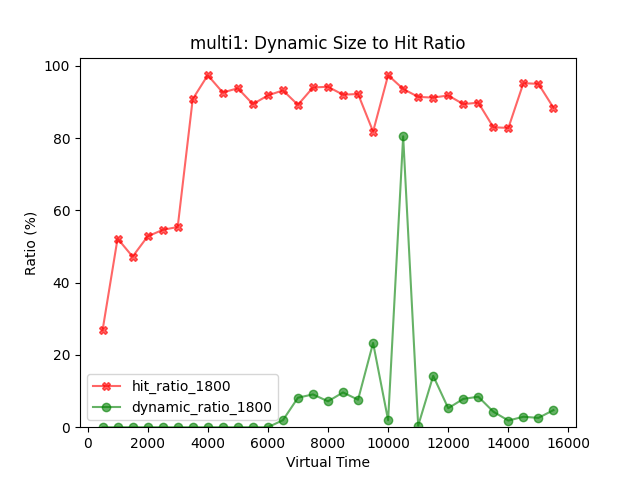 multi1: Dynamic Size to Hit Ratio
Ratio (%)
100
80
60
40
20
0
hit_ratio_1800
dynamic_ratio_1800
0 2000 4000 6000 8000 10000 12000 14000 16000
Virtual Time